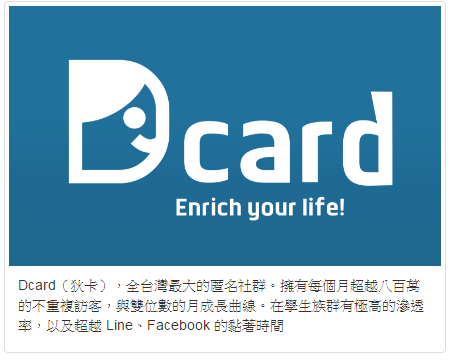 Dcard
Enrich your life!
Dcard（狄卡），全台灣最大的匿名社群。擁有每個月超越八百萬
的不重複訪客，與雙位數的月成長曲線。在學生族群有極高的滲透
率，以及超越 Line、Facebook 的黏著時間